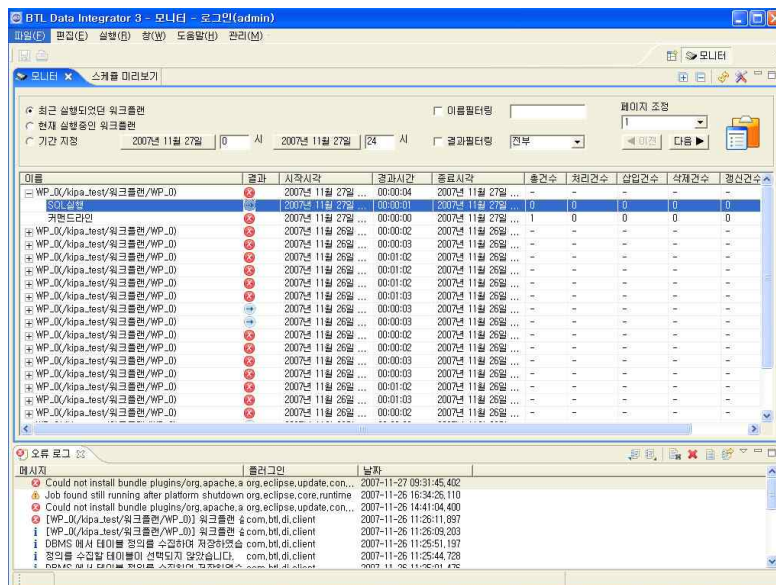 BTL Data Integrator 3 - 모니터 - 로그인(admin)
파일(F) 편집(E) 실행(R) 창(W) 도움말(H) 관리(M)
모니터
모니터 스케줄 미리보기
최근 실행되었던 워크플랜 이름필터링 페이지 조정
현재 실행중인 워크플랜 1
기간 지정 2007년 11월 27일 0 시 2007년 11월 27일 24 시 결과필터링 전부 이전 다음
이름 결과 시작시각 경과시간 종료시각 총건수 처리건수 삽입건수 삭제건수 갱신건수
WP_0(/kipa_test/워크플랜/WP_0) 2007년 11월 27일 ... 00:00:04 2007년 11월 27일 ... - - - - -
SQL실행 2007년 11월 27일 ... 00:00:01 2007년 11월 27일 ... 0 0 0 0 0
커맨드라인 2007년 11월 27일 ... 00:00:00 2007년 11월 27일 ... 1 0 0 0 0
WP_0(/kipa_test/워크플랜/WP_0) 2007년 11월 26일 ... 00:00:02 2007년 11월 26일 ... - - - - -
WP_0(/kipa_test/워크플랜/WP_0) 2007년 11월 26일 ... 00:00:03 2007년 11월 26일 ... - - - - -
WP_0(/kipa_test/워크플랜/WP_0) 2007년 11월 26일 ... 00:01:02 2007년 11월 26일 ... - - - - -
WP_0(/kipa_test/워크플랜/WP_0) 2007년 11월 26일 ... 00:00:02 2007년 11월 26일 ... - - - - -
WP_0(/kipa_test/워크플랜/WP_0) 2007년 11월 26일 ... 00:01:02 2007년 11월 26일 ... - - - - -
WP_0(/kipa_test/워크플랜/WP_0) 2007년 11월 26일 ... 00:01:03 2007년 11월 26일 ... - - - - -
WP_0(/kipa_test/워크플랜/WP_0) 2007년 11월 26일 ... 00:00:03 2007년 11월 26일 ... - - - - -
WP_0(/kipa_test/워크플랜/WP_0) 2007년 11월 26일 ... 00:00:03 2007년 11월 26일 ... - - - - -
WP_0(/kipa_test/워크플랜/WP_0) 2007년 11월 26일 ... 00:00:02 2007년 11월 26일 ... - - - - -
WP_0(/kipa_test/워크플랜/WP_0) 2007년 11월 26일 ... 00:00:02 2007년 11월 26일 ... - - - - -
WP_0(/kipa_test/워크플랜/WP_0) 2007년 11월 26일 ... 00:00:03 2007년 11월 26일 ... - - - - -
WP_0(/kipa_test/워크플랜/WP_0) 2007년 11월 26일 ... 00:00:03 2007년 11월 26일 ... - - - - -
WP_0(/kipa_test/워크플랜/WP_0) 2007년 11월 26일 ... 00:01:03 2007년 11월 26일 ... - - - - -
WP_0(/kipa_test/워크플랜/WP_0) 2007년 11월 26일 ... 00:00:02 2007년 11월 26일 ... - - - - -
오류 로그
메시지 플러그인 날짜
Could not install bundle plugins/org,apache,a org,eclipse,update,con... 2007-11-27 09:31:45,402
Job found still running after platform shutdown org,eclipse,core,runtime 2007-11-26 16:34:26,110
Could not install bundle plugins/org,apache,a org,eclipse,update,con... 2007-11-26 14:41:04,400
[WP_0(/kipa_test/워크플랜/WP_0)] 워크플랜 com,btl,di,client 2007-11-26 11:26:11,897
[WP_0(/kipa_test/워크플랜/WP_0)] 워크플랜 com,btl,di,client 2007-11-26 11:26:09,203
DBMS 에서 테이블 정의를 수집하여 저장하였습 com,btl,di,client 2007-11-26 11:25:51,197
정의를 수집할 테이블이 선택되지 않았습니다. com,btl,di,client 2007-11-26 11:25:44,728